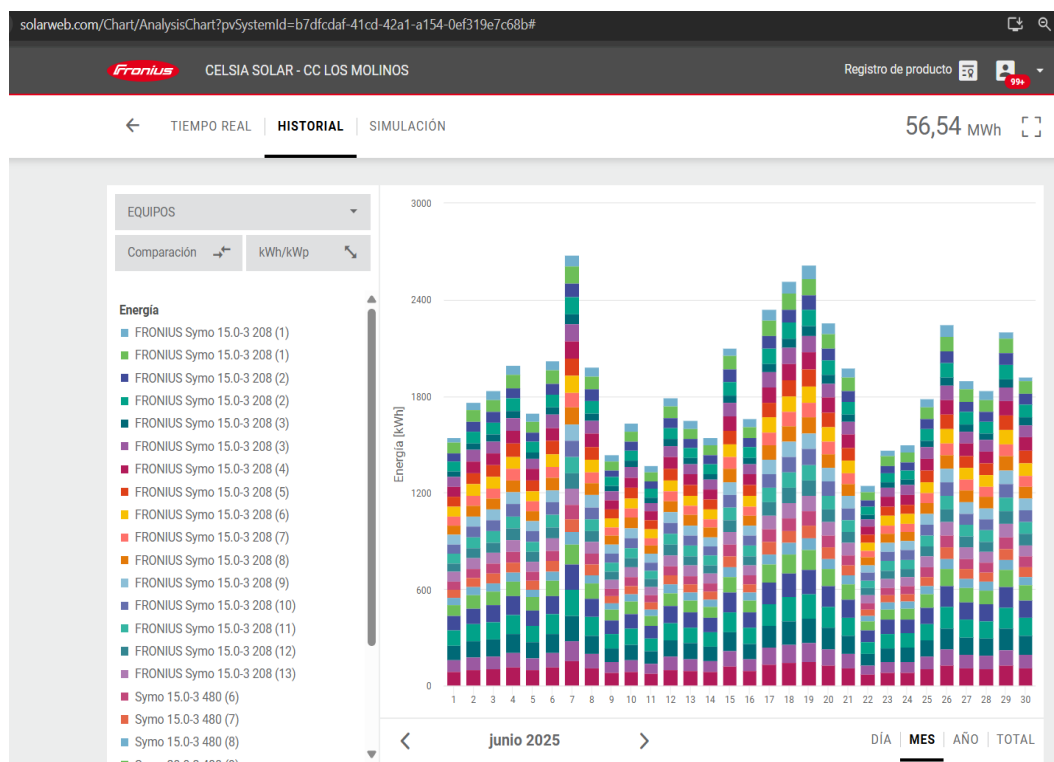 solarweb.com/Chart/AnalysisChart?pvSystemId=b7dfcdaf-41cd-42a1-a154-0ef319e7c68b#
Fronius
CELSIA SOLAR - CC LOS MOLINOS
Registro de producto
99+
TIEMPO REAL
HISTORIAL
SIMULACIÓN
56,54 MWh
EQUIPOS
Comparación
kWh/kWp
Energía
FRONIUS Symo 15.0-3 208 (1)
FRONIUS Symo 15.0-3 208 (1)
FRONIUS Symo 15.0-3 208 (2)
FRONIUS Symo 15.0-3 208 (2)
FRONIUS Symo 15.0-3 208 (3)
FRONIUS Symo 15.0-3 208 (3)
FRONIUS Symo 15.0-3 208 (4)
FRONIUS Symo 15.0-3 208 (5)
FRONIUS Symo 15.0-3 208 (6)
FRONIUS Symo 15.0-3 208 (7)
FRONIUS Symo 15.0-3 208 (8)
FRONIUS Symo 15.0-3 208 (9)
FRONIUS Symo 15.0-3 208 (10)
FRONIUS Symo 15.0-3 208 (11)
FRONIUS Symo 15.0-3 208 (12)
FRONIUS Symo 15.0-3 208 (13)
Symo 15.0-3 480 (6)
Symo 15.0-3 480 (7)
Symo 15.0-3 480 (8)
Energía [kWh]
3000
2400
1800
1200
600
0
1 2 3 4 5 6 7 8 9 10 11 12 13 14 15 16 17 18 19 20 21 22 23 24 25 26 27 28 29 30
junio 2025
DÍA
MES
AÑO
TOTAL